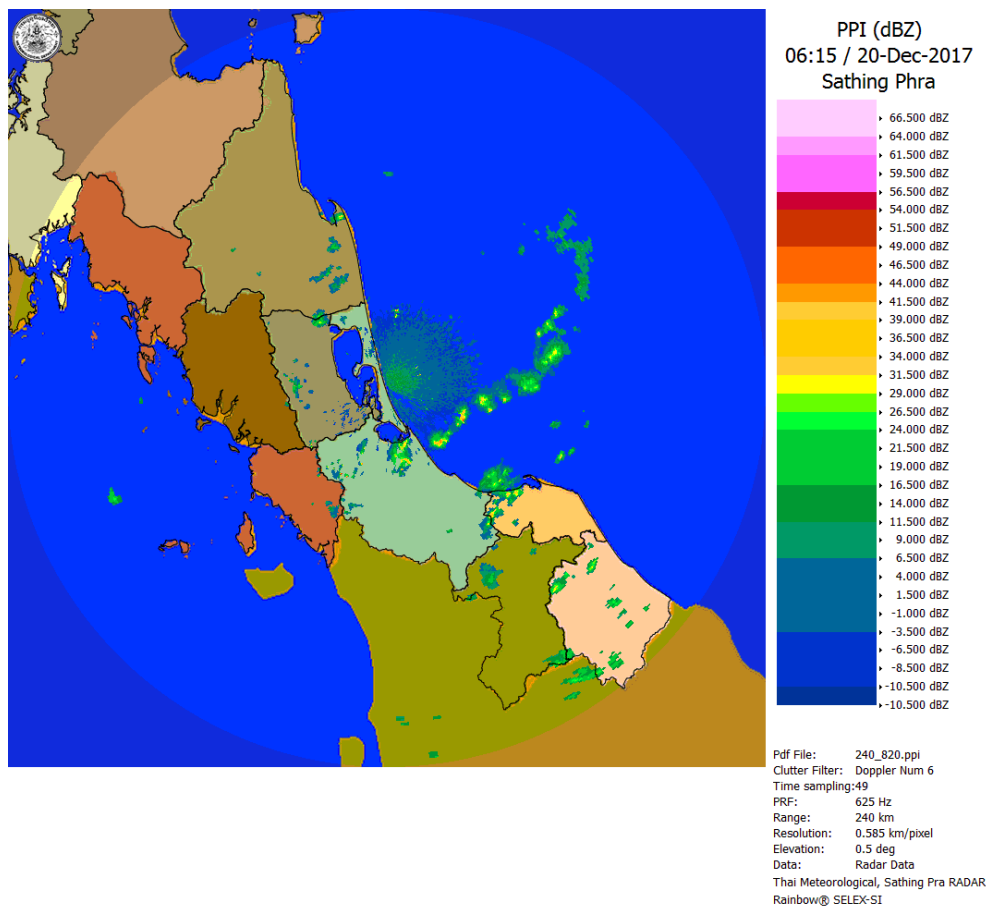 PPI (dBZ)
06:15 / 20-Dec-2017
Sathing Phra
66.500 dBZ
64.000 dBZ
61.500 dBZ
59.500 dBZ
56.500 dBZ
54.000 dBZ
51.500 dBZ
49.000 dBZ
46.500 dBZ
44.000 dBZ
41.500 dBZ
39.000 dBZ
36.500 dBZ
34.000 dBZ
31.500 dBZ
29.000 dBZ
26.500 dBZ
24.000 dBZ
21.500 dBZ
19.000 dBZ
16.500 dBZ
14.000 dBZ
11.500 dBZ
9.000 dBZ
6.500 dBZ
4.000 dBZ
1.500 dBZ
-1.000 dBZ
-3.500 dBZ
-6.500 dBZ
-8.500 dBZ
-10.500 dBZ
-10.500 dBZ
Pdf File: 240_820.ppi
Clutter Filter: Doppler Num 6
Time sampling:49
PRF: 625 Hz
Range: 240 km
Resolution: 0.585 km/pixel
Elevation: 0.5 deg
Data: Radar Data
Thai Meteorological, Sathing Pra RADAR
Rainbow® SELEX-SI